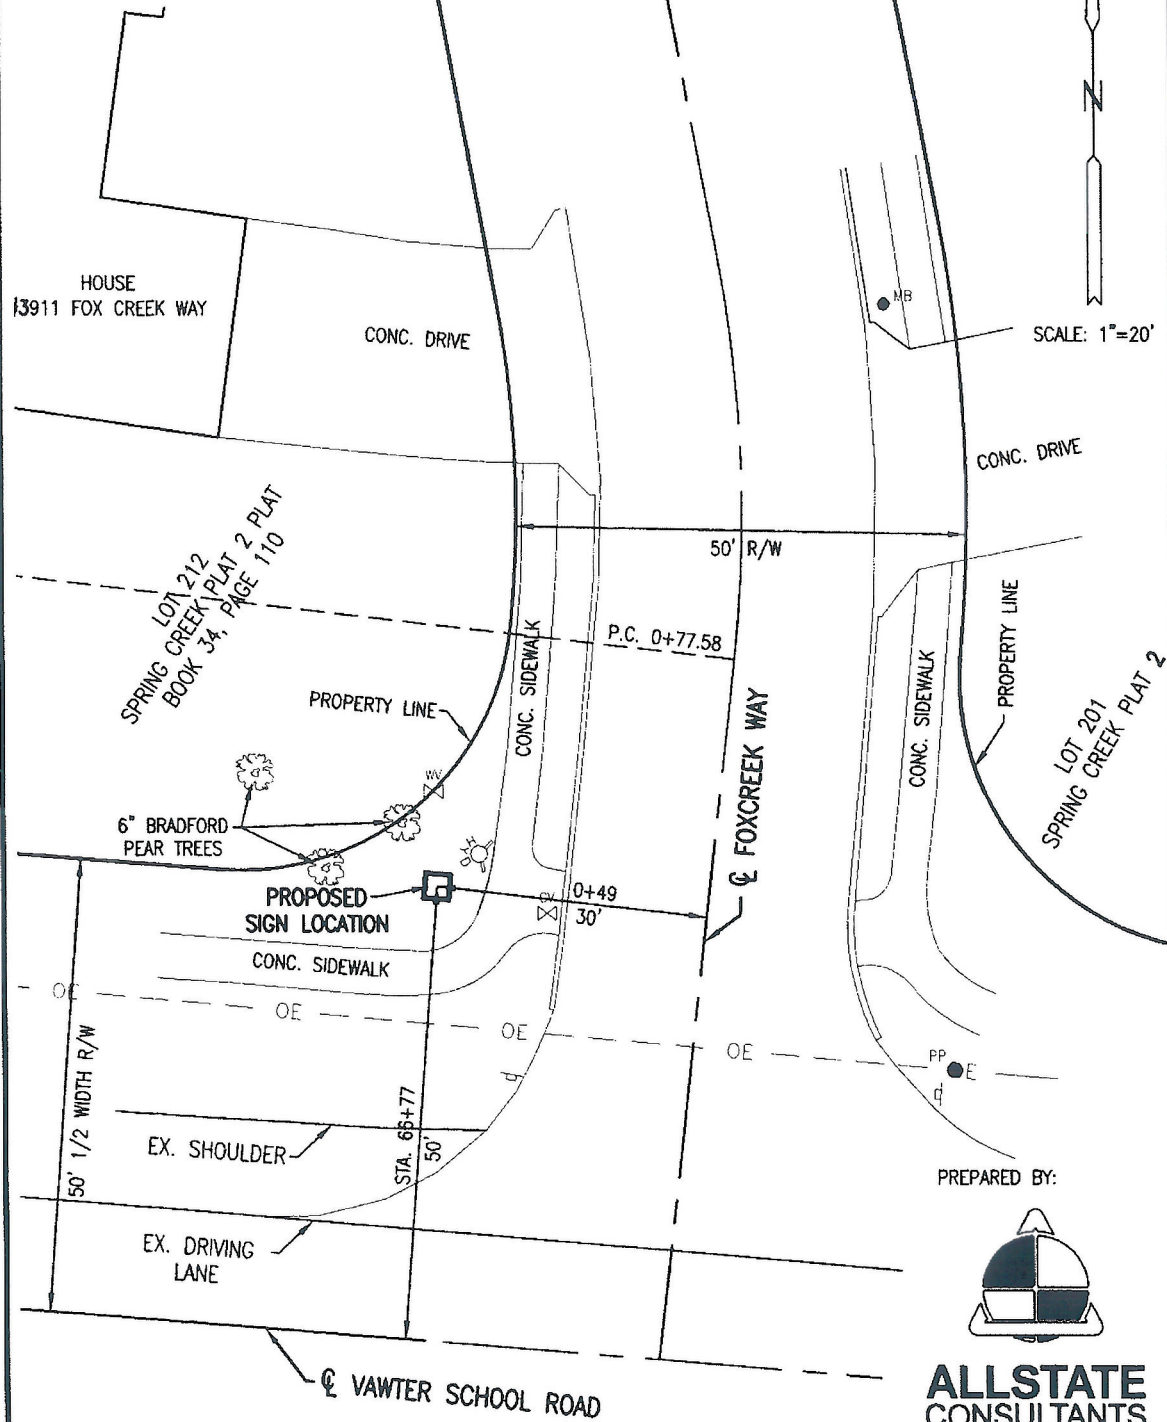 N
HOUSE
13911 FOX CREEK WAY
CONC. DRIVE
MB
SCALE: 1"=20'
CONC. DRIVE
50' R/W
LOT 212
SPRING CREEK PLAT 2 PLAT
BOOK 34, PAGE 110
P.C. 0+77.58
CONC. SIDEWALK
PROPERTY LINE
CONC. SIDEWALK
PROPERTY LINE
LOT 201
SPRING CREEK PLAT 2
℄ FOXCREEK WAY
WV
6" BRADFORD
PEAR TREES
PROPOSED
SIGN LOCATION
0+49
30'
CONC. SIDEWALK
OE
OE
OE
OE
PP
E
50' 1/2 WIDTH R/W
EX. SHOULDER
STA. 66+77
50'
PREPARED BY:
EX. DRIVING
LANE
℄ VAWTER SCHOOL ROAD
ALLSTATE
CONSULTANTS